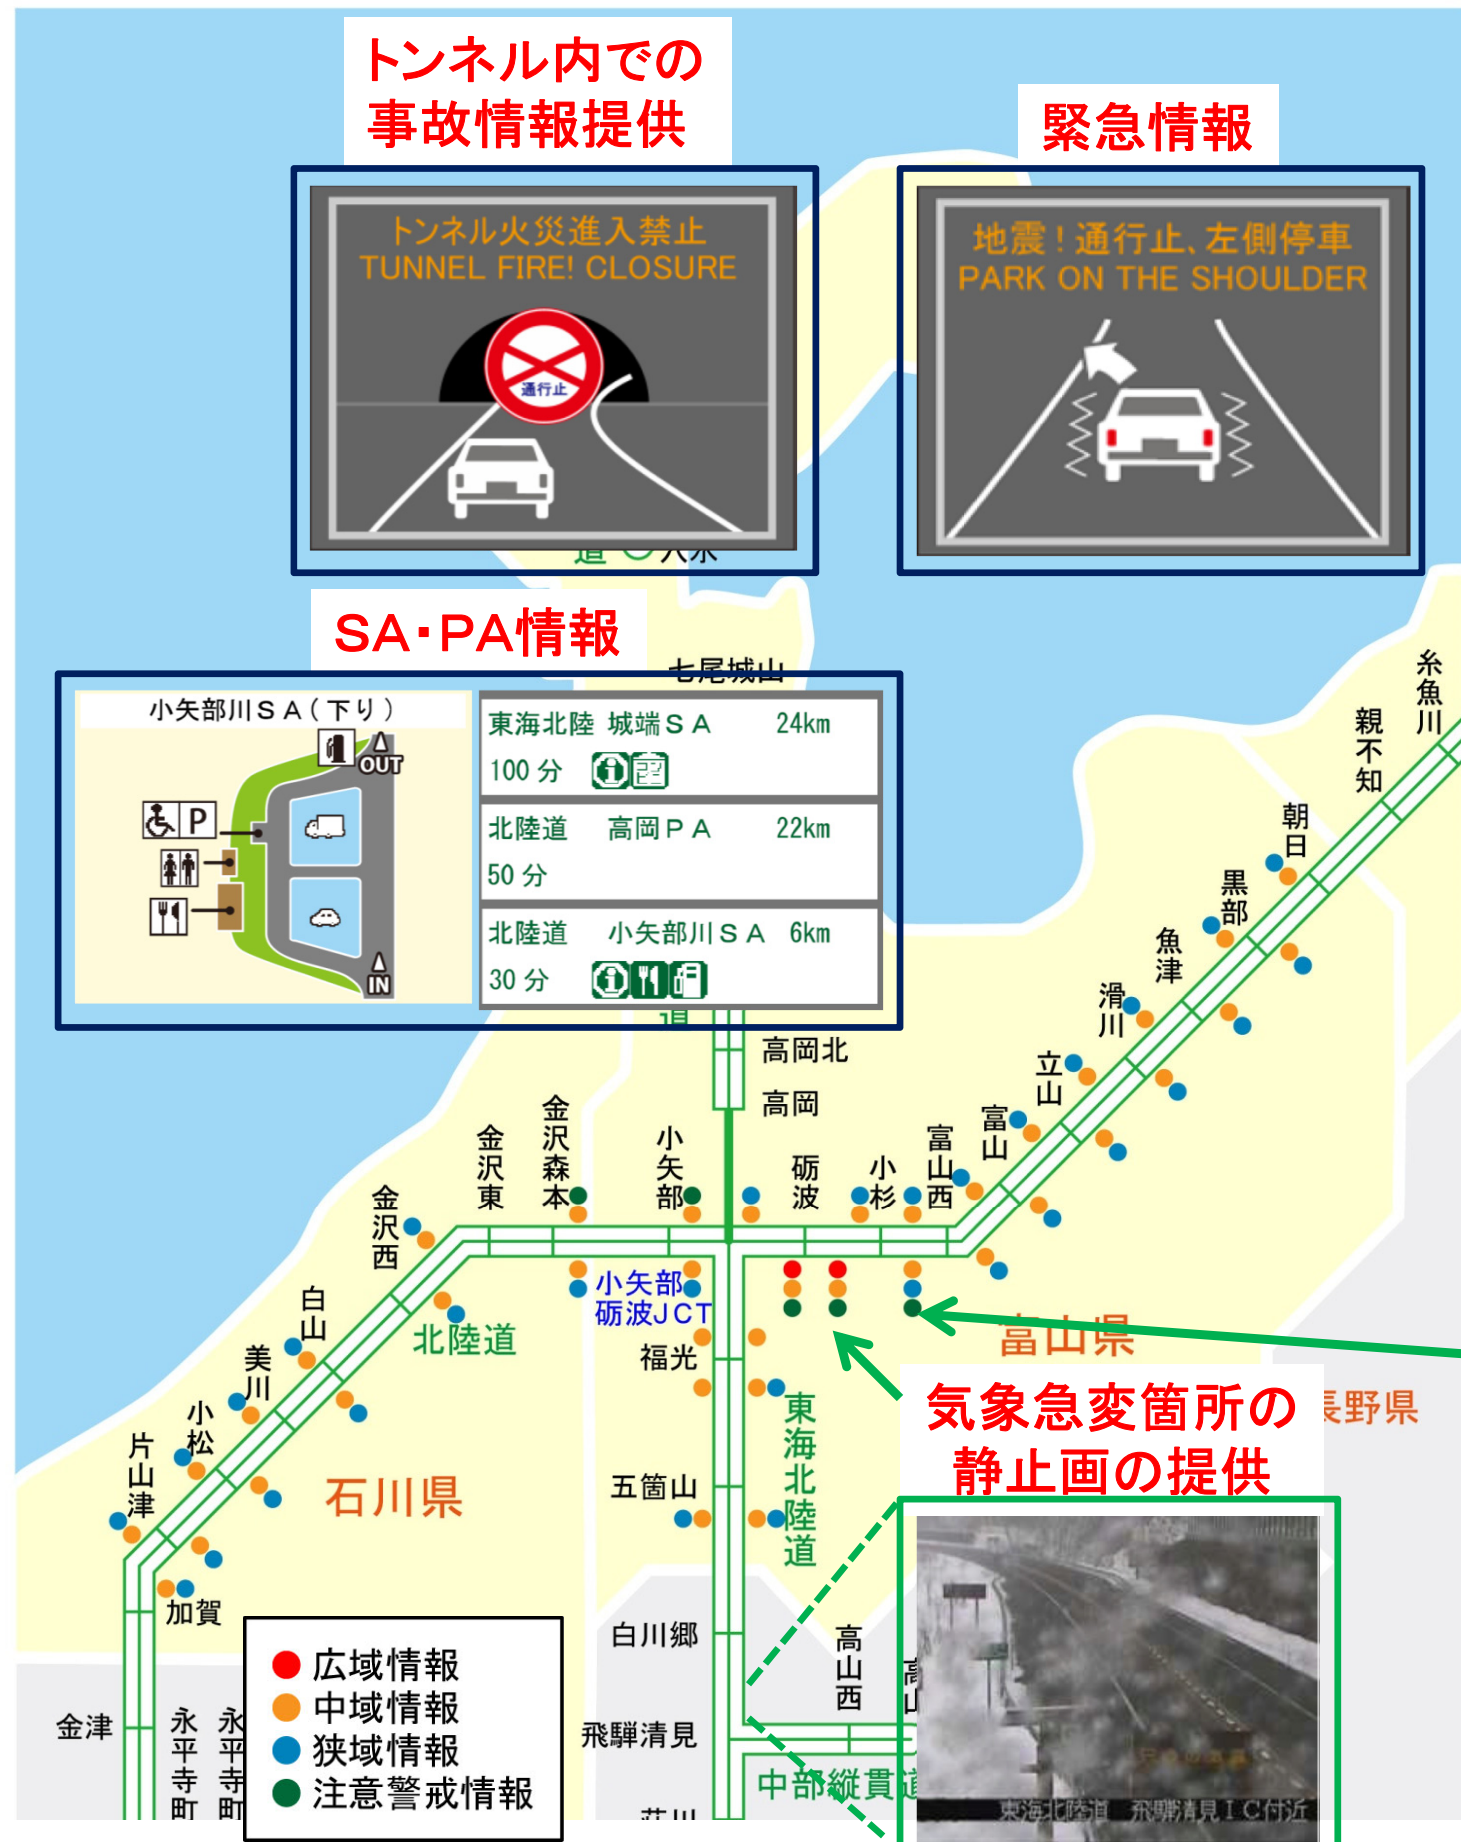 トンネル内での
事故情報提供
緊急情報
トンネル火災進入禁止
TUNNEL FIRE! CLOSURE
通行止
地震！通行止、左側停車
PARK ON THE SHOULDER
SA・PA情報
七尾城山
小矢部川SA(下り)
OUT
P
IN
東海北陸 城端SA 24km
100分
コンビニ
北陸道 高岡PA 22km
50分
北陸道 小矢部川SA 6km
30分
道
高岡北
高岡
糸魚川
親不知
朝日
黒部
魚津
滑川
立山
富山
富山西
小杉
砺波
小矢部
金沢森本
金沢東
金沢西
白山
美川
小松
片山津
加賀
北陸道
小矢部
砺波JCT
福光
東海北陸道
五箇山
白川郷
飛騨清見
高山西
中部縦貫道
石川県
富山県
長野県
気象急変箇所の
静止画の提供
東海北陸道 飛騨清見IC付近
金津
永平寺町
永平寺町
広域情報
中域情報
狭域情報
注意警戒情報